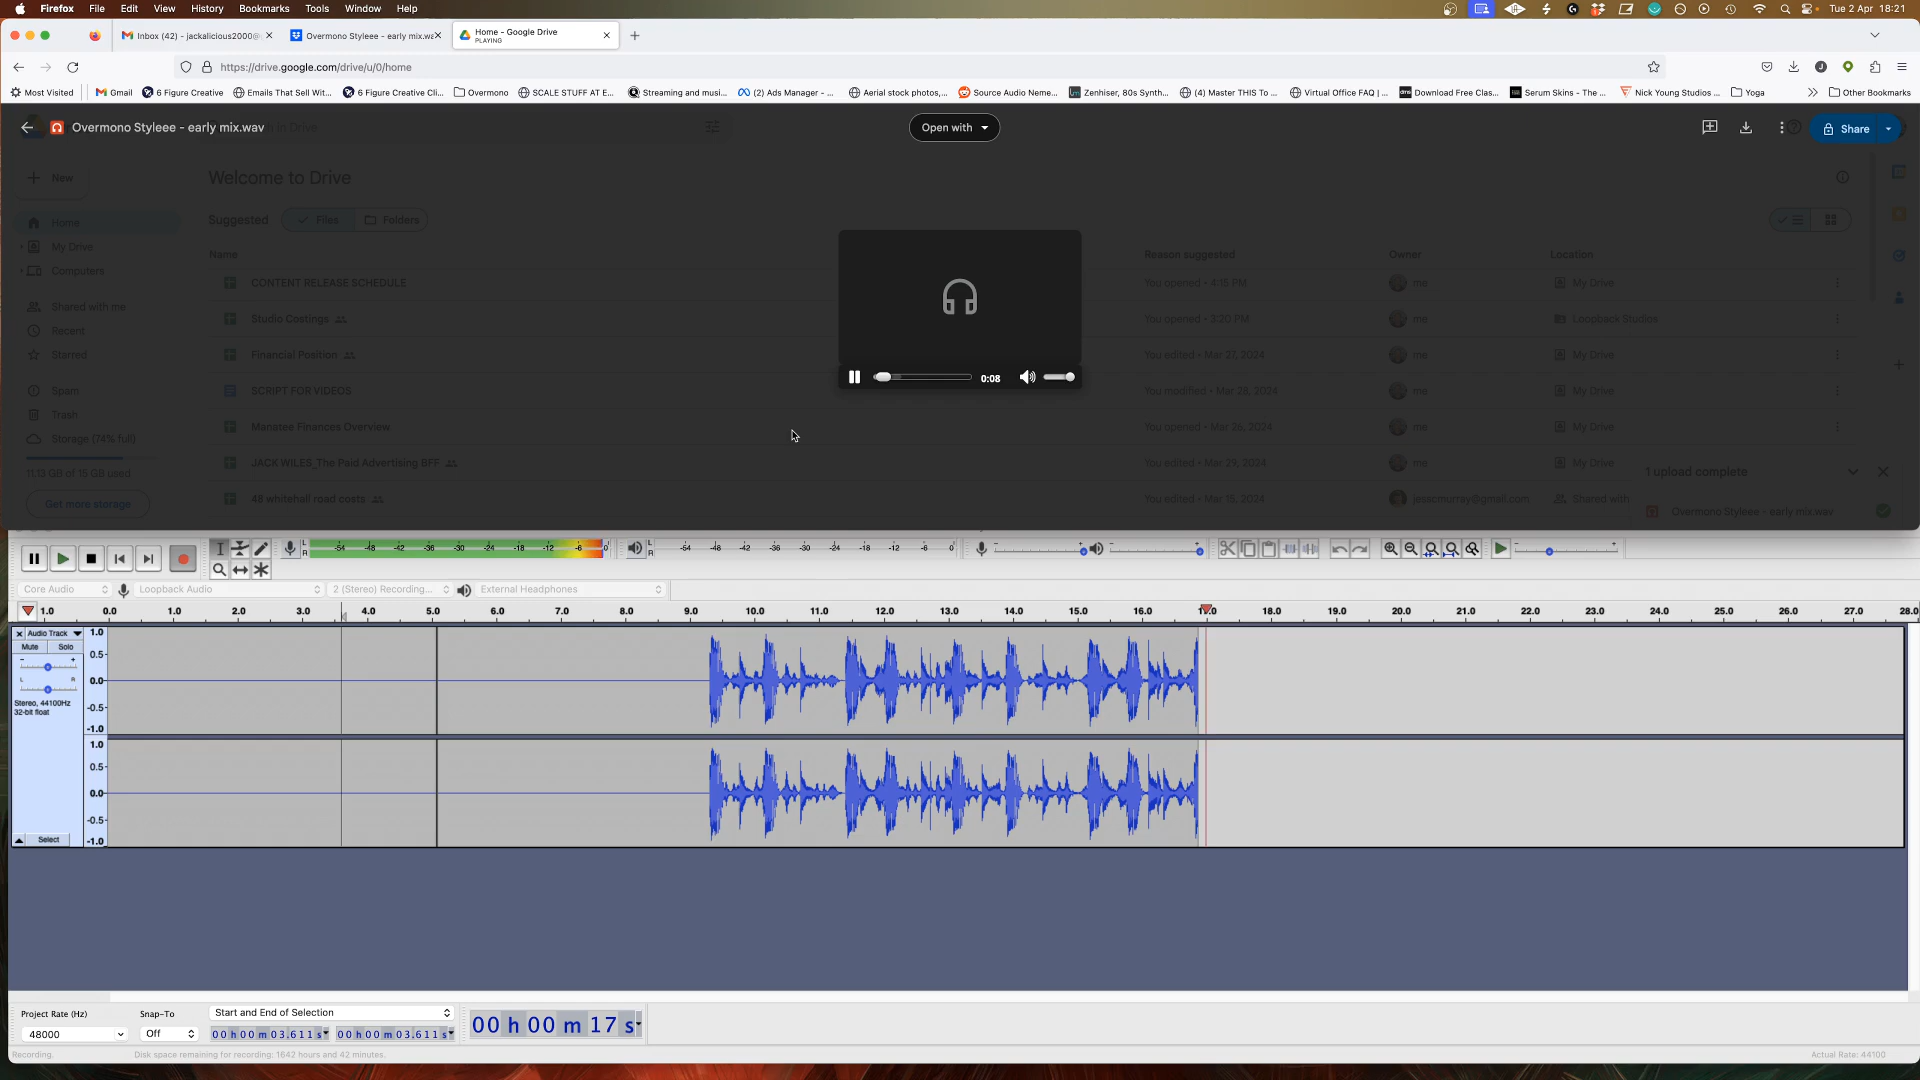 Firefox File Edit View History Bookmarks Tools Window Help Tue 2 Apr 18:21
Inbox (42) - jackalicious2000@ Overmono Styleee - early mix.wa Home - Google Drive
PLAYING
https://drive.google.com/drive/u/0/home
Most Visited Gmail 6 Figure Creative Emails That Sell Wit... 6 Figure Creative Cli... Overmono SCALE STUFF AT E... Streaming and musi... (2) Ads Manager - ... Aerial stock photos,... Source Audio Neme... Zenhiser, 80s Synth... (4) Master THIS To ... Virtual Office FAQ | ... Download Free Clas... Serum Skins - The ... Nick Young Studios ... Yoga Other Bookmarks
Overmono Styleee - early mix.wav in Drive Open with Share
New Welcome to Drive
Suggested Files Folders
Home
My Drive
Computers
Shared with me
Recent
Starred
Spam
Trash
Storage (74% full)
11.13 GB of 15 GB used
Get more storage
Name Reason suggested Owner Location
CONTENT RELEASE SCHEDULE You opened • 4:15 PM me My Drive
Studio Costings You opened • 3:20 PM me Loopback Studios
Financial Position You edited • Mar 27, 2024 me My Drive
SCRIPT FOR VIDEOS You modified • Mar 28, 2024 me My Drive
Manatee Finances Overview You opened • Mar 26, 2024 me My Drive
JACK WILES_The Paid Advertising BFF You edited • Mar 29, 2024 me My Drive
48 whitehall road costs You edited • Mar 15, 2024 jesscmurray@gmail.com Shared with
0:08
1 upload complete
Overmono Styleee - early mix.wav
L R -54 -48 -42 -36 -30 -24 -18 -12 -6 0 L R -54 -48 -42 -36 -30 -24 -18 -12 -6 0
Core Audio Loopback Audio 2 (Stereo) Recording... External Headphones
1.0 0.0 1.0 2.0 3.0 4.0 5.0 6.0 7.0 8.0 9.0 10.0 11.0 12.0 13.0 14.0 15.0 16.0 17.0 18.0 19.0 20.0 21.0 22.0 23.0 24.0 25.0 26.0 27.0 28.0
Audio Track
Mute Solo
- +
L R
Stereo, 44100Hz
32-bit float
Select
1.0
0.5-
0.0-
-0.5-
-1.0
1.0
0.5-
0.0-
-0.5-
-1.0
Project Rate (Hz) Snap-To Start and End of Selection
48000 Off 00 h 00 m 03.611 s 00 h 00 m 03.611 s 00 h 00 m 17 s
Recording. Disk space remaining for recording: 1642 hours and 42 minutes. Actual Rate: 44100